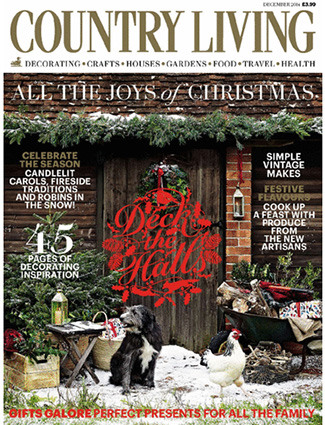 DECEMBER 2016 £3.99
COUNTRY LIVING
DECORATING • CRAFTS • HOUSES • GARDENS • FOOD • TRAVEL • HEALTH
ALL THE JOYS of CHRISTMAS
CELEBRATE
THE SEASON
CANDLELIT
CAROLS, FIRESIDE
TRADITIONS
AND ROBINS IN
THE SNOW!
45
PAGES OF
DECORATING
INSPIRATION
Deck
the
Halls
SIMPLE
VINTAGE
MAKES
FESTIVE
FLAVOURS
COOK UP
A FEAST WITH
PRODUCE
FROM
THE NEW
ARTISANS
GIFTS GALORE PERFECT PRESENTS FOR ALL THE FAMILY